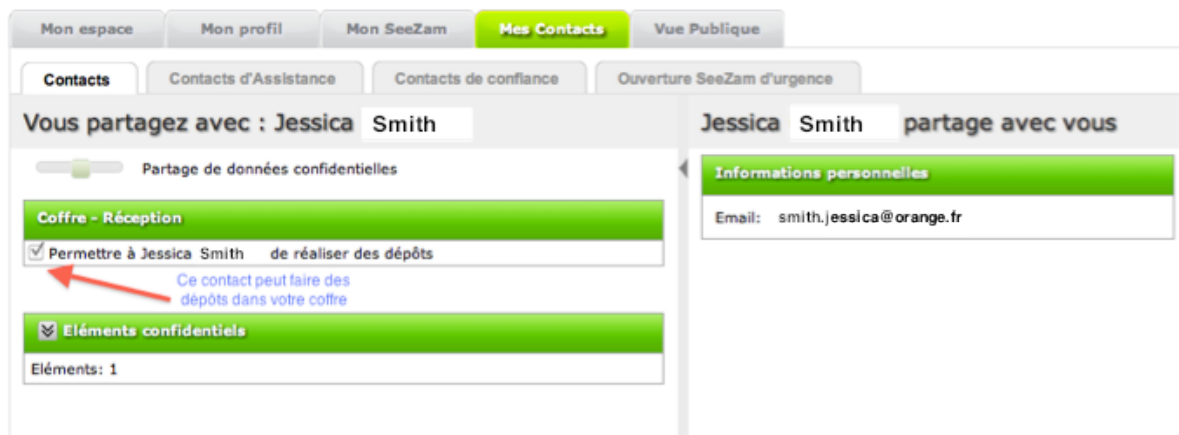 Mon espace Mon profil Mon SeeZam Mes Contacts Vue Publique
Contacts Contacts d'Assistance Contacts de confiance Ouverture SeeZam d'urgence
Vous partagez avec : Jessica Smith
Partage de données confidentielles
Coffre - Réception
Permettre à Jessica Smith de réaliser des dépôts
Ce contact peut faire des
dépôts dans votre coffre
Eléments confidentiels
Eléments: 1
Jessica Smith partage avec vous
Informations personnelles
Email: smith.jessica@orange.fr